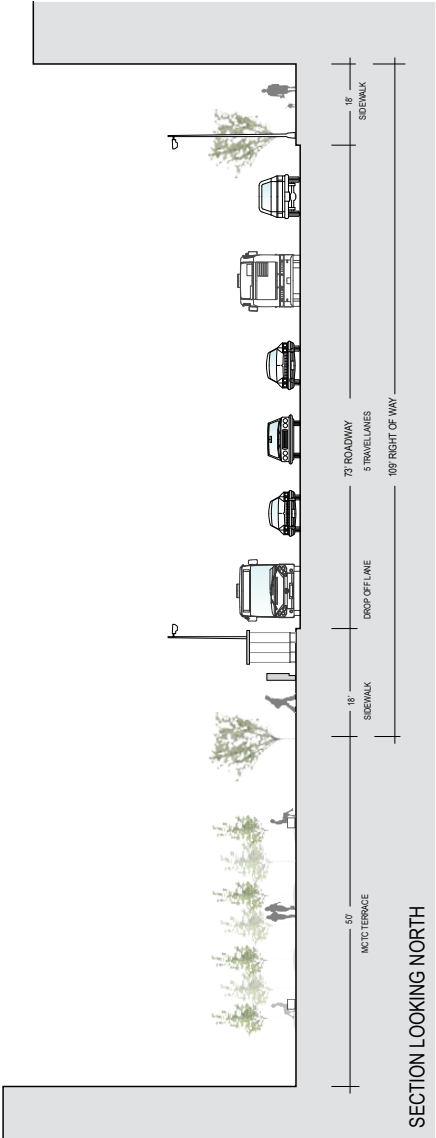 50'
18'
73' ROADWAY
18'
MCTC TERRACE
SIDEWALK
DROP OFF LANE
5 TRAVEL LANES
SIDEWALK
109' RIGHT OF WAY
SECTION LOOKING NORTH